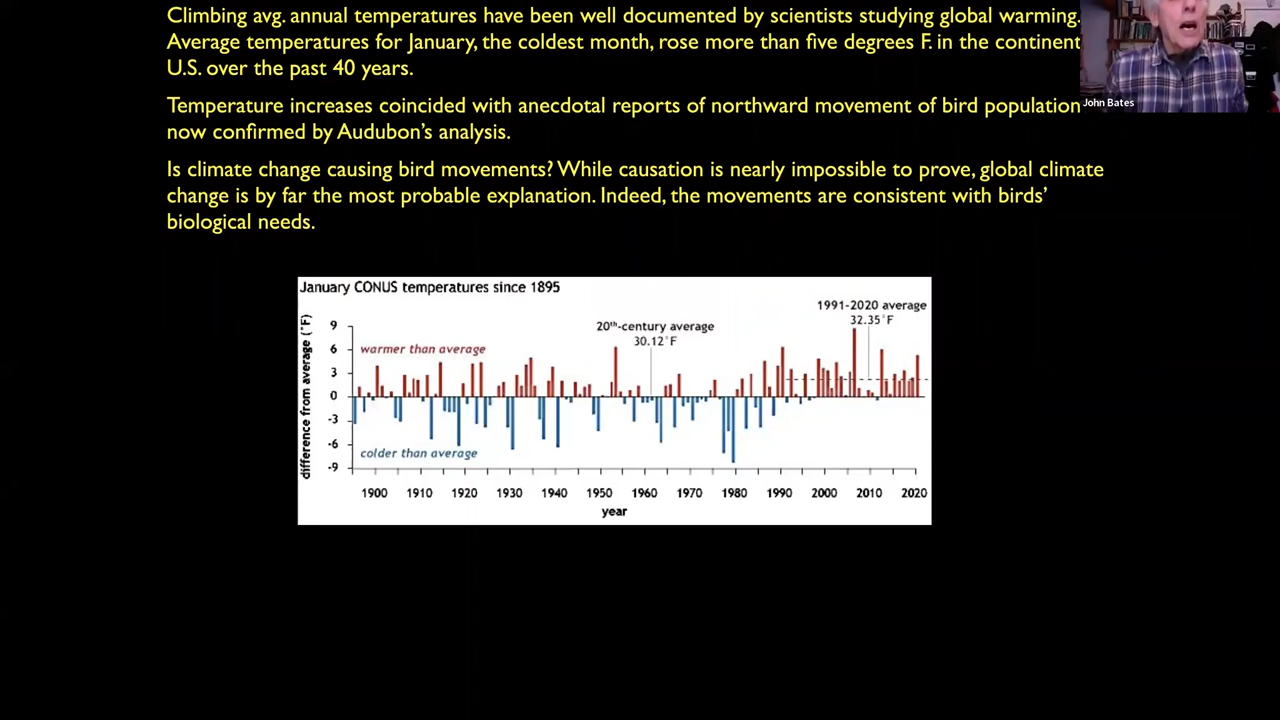 Climbing avg. annual temperatures have been well documented by scientists studying global warming.
Average temperatures for January, the coldest month, rose more than five degrees F. in the continent
U.S. over the past 40 years.
Temperature increases coincided with anecdotal reports of northward movement of bird population
now confirmed by Audubon's analysis.
Is climate change causing bird movements? While causation is nearly impossible to prove, global climate
change is by far the most probable explanation. Indeed, the movements are consistent with birds'
biological needs.
John Bates
January CONUS temperatures since 1895
difference from average (°F)
9
6
3
0
-3
-6
-9
warmer than average
colder than average
20th-century average
30.12°F
1991-2020 average
32.35°F
1900 1910 1920 1930 1940 1950 1960 1970 1980 1990 2000 2010 2020
year